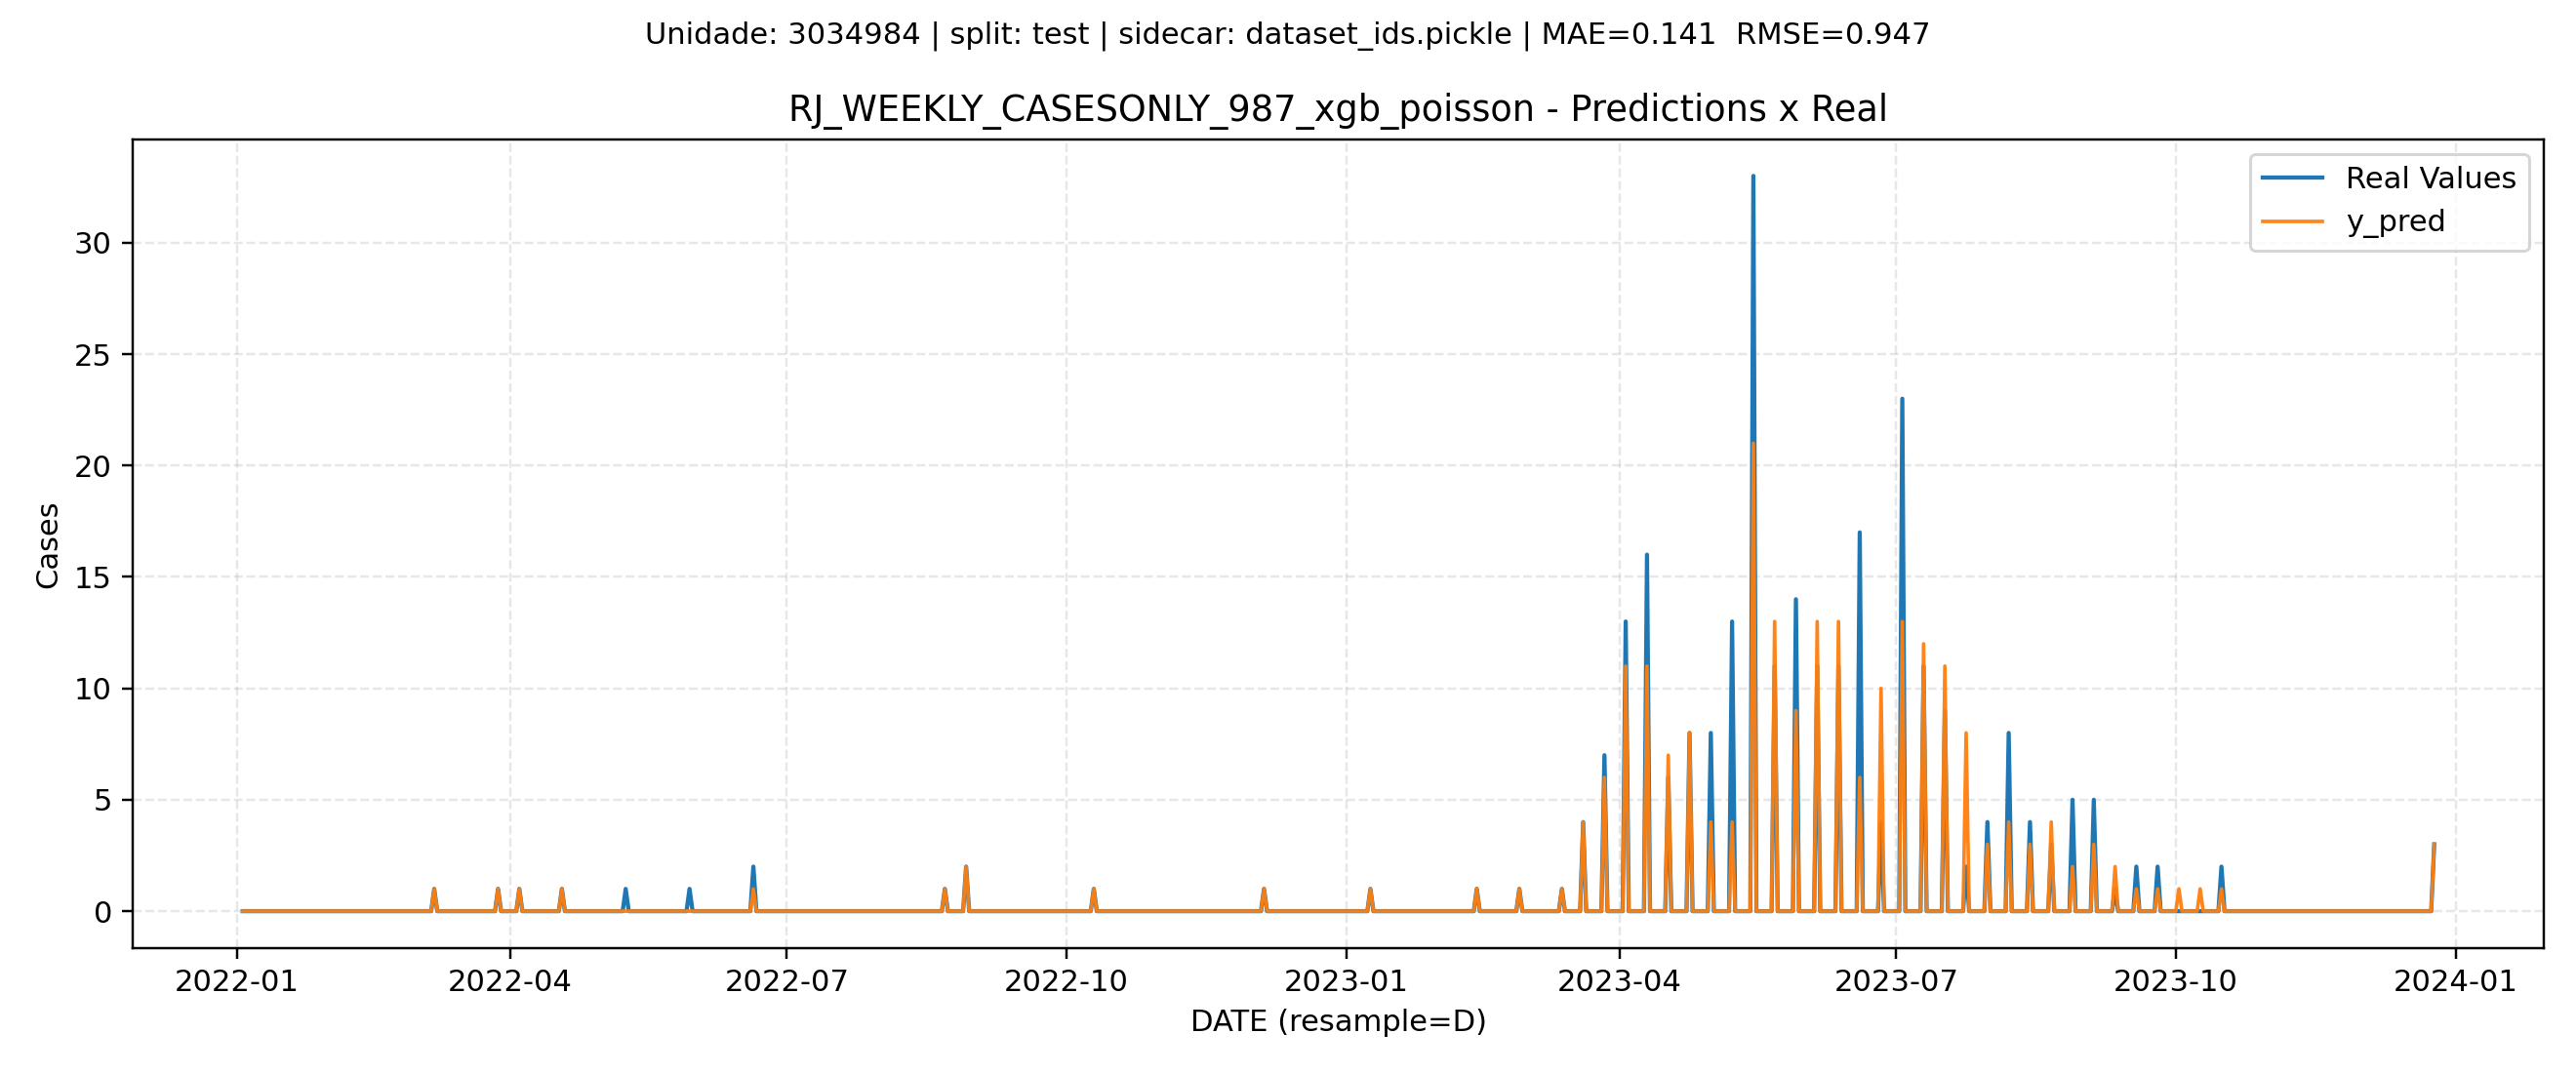 Unidade: 3034984 | split: test | sidecar: dataset_ids.pickle | MAE=0.141  RMSE=0.947
RJ_WEEKLY_CASESONLY_987_xgb_poisson - Predictions x Real
Real Values
y_pred
Cases
30
25
20
15
10
5
0
2022-01 2022-04 2022-07 2022-10 2023-01 2023-04 2023-07 2023-10 2024-01
DATE (resample=D)